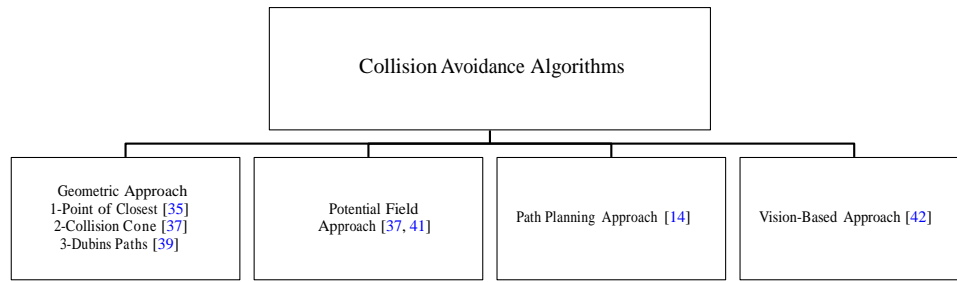 Collision Avoidance Algorithms
Geometric Approach
1-Point of Closest [35]
2-Collision Cone [37]
3-Dubins Paths [39]
Potential Field
Approach [37, 41]
Path Planning Approach [14]
Vision-Based Approach [42]